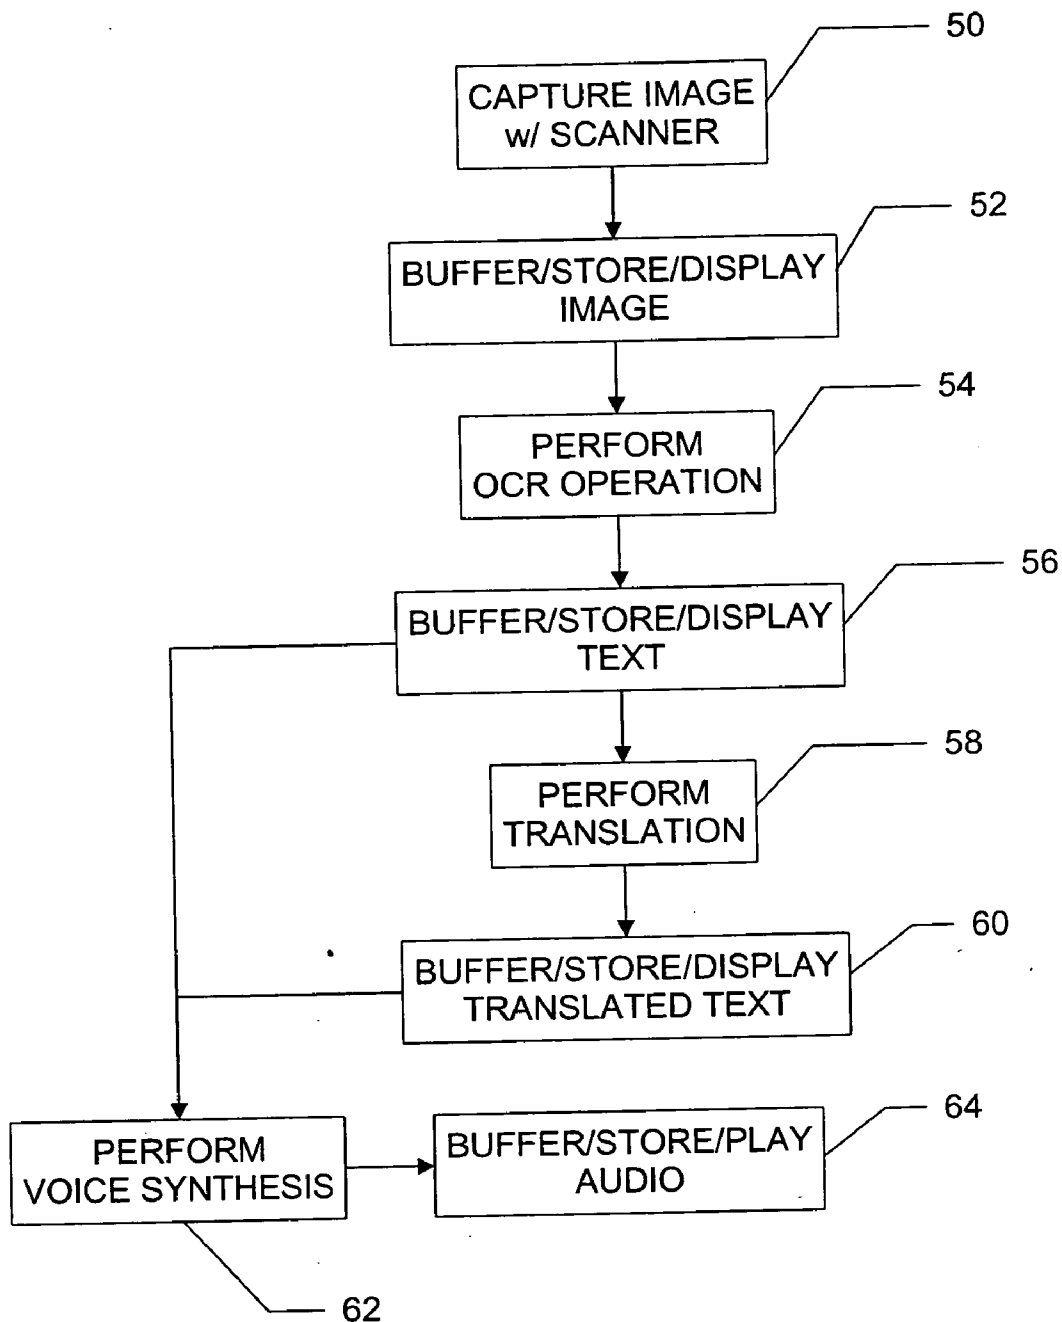 50
CAPTURE IMAGE
w/ SCANNER
52
BUFFER/STORE/DISPLAY
IMAGE
54
PERFORM
OCR OPERATION
56
BUFFER/STORE/DISPLAY
TEXT
58
PERFORM
TRANSLATION
60
BUFFER/STORE/DISPLAY
TRANSLATED TEXT
PERFORM
VOICE SYNTHESIS
62
64
BUFFER/STORE/PLAY
AUDIO